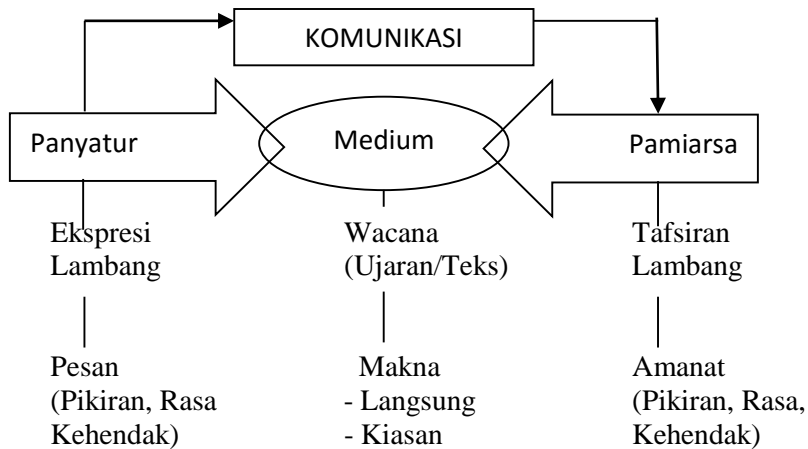 KOMUNIKASI
Panyatur
Medium
Pamiarsa
Ekspresi
Lambang
Wacana
(Ujaran/Teks)
Tafsiran
Lambang
Pesan
(Pikiran, Rasa
Kehendak)
Makna
- Langsung
- Kiasan
Amanat
(Pikiran, Rasa,
Kehendak)